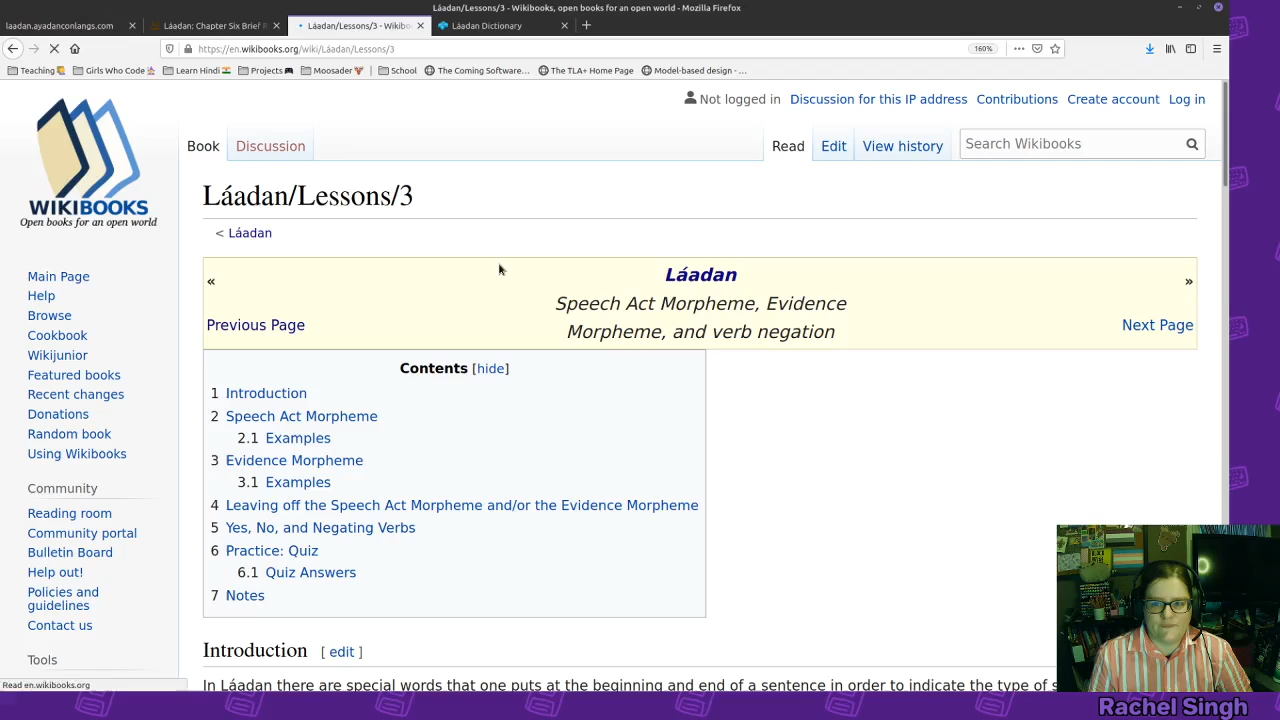 Láadan/Lessons/3 - Wikibooks, open books for an open world - Mozilla Firefox
laadan.ayadanconlangs.com
Láadan: Chapter Six Brief R
Láadan/Lessons/3 - Wikibo
Láadan Dictionary
https://en.wikibooks.org/wiki/Láadan/Lessons/3
160%
Teaching
Girls Who Code
Learn Hindi
Projects
Moosader
School
The Coming Software...
The TLA+ Home Page
Model-based design - ...
Not logged in
Discussion for this IP address
Contributions
Create account
Log in
Book
Discussion
Read
Edit
View history
Search Wikibooks
WIKIBOOKS
Open books for an open world
Láadan/Lessons/3
< Láadan
«
Previous Page
Láadan
Speech Act Morpheme, Evidence
Morpheme, and verb negation
»
Next Page
Contents [hide]
1 Introduction
2 Speech Act Morpheme
2.1 Examples
3 Evidence Morpheme
3.1 Examples
4 Leaving off the Speech Act Morpheme and/or the Evidence Morpheme
5 Yes, No, and Negating Verbs
6 Practice: Quiz
6.1 Quiz Answers
7 Notes
Introduction [ edit ]
In Láadan there are special words that one puts at the beginning and end of a sentence in order to indicate the type of s
Main Page
Help
Browse
Cookbook
Wikijunior
Featured books
Recent changes
Donations
Random book
Using Wikibooks
Community
Reading room
Community portal
Bulletin Board
Help out!
Policies and
guidelines
Contact us
Tools
Read en.wikibooks.org
Rachel Singh